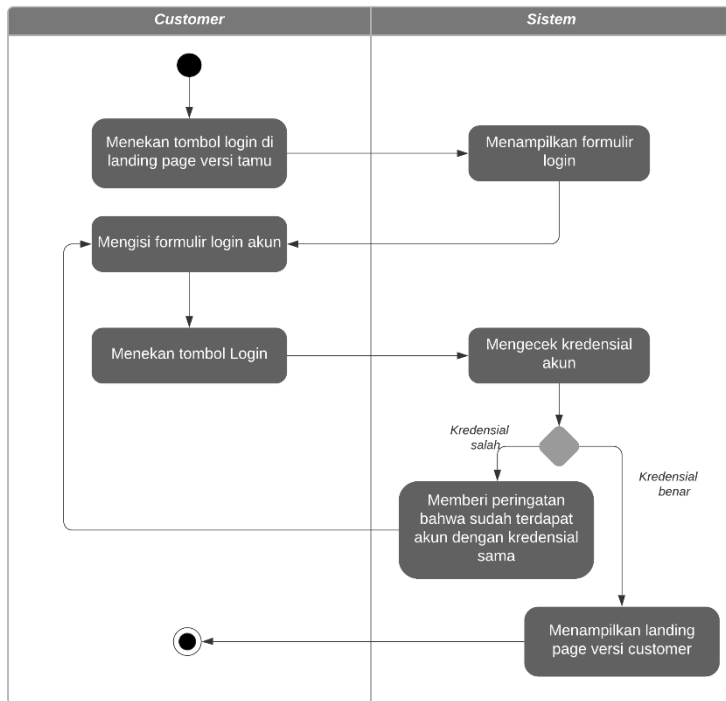 Customer
Sistem
Menekan tombol login di
landing page versi tamu
Menampilkan formulir
login
Mengisi formulir login akun
Menekan tombol Login
Mengecek kredensial
akun
Kredensial
salah
Kredensial
benar
Memberi peringatan
bahwa sudah terdapat
akun dengan kredensial
sama
Menampilkan landing
page versi customer